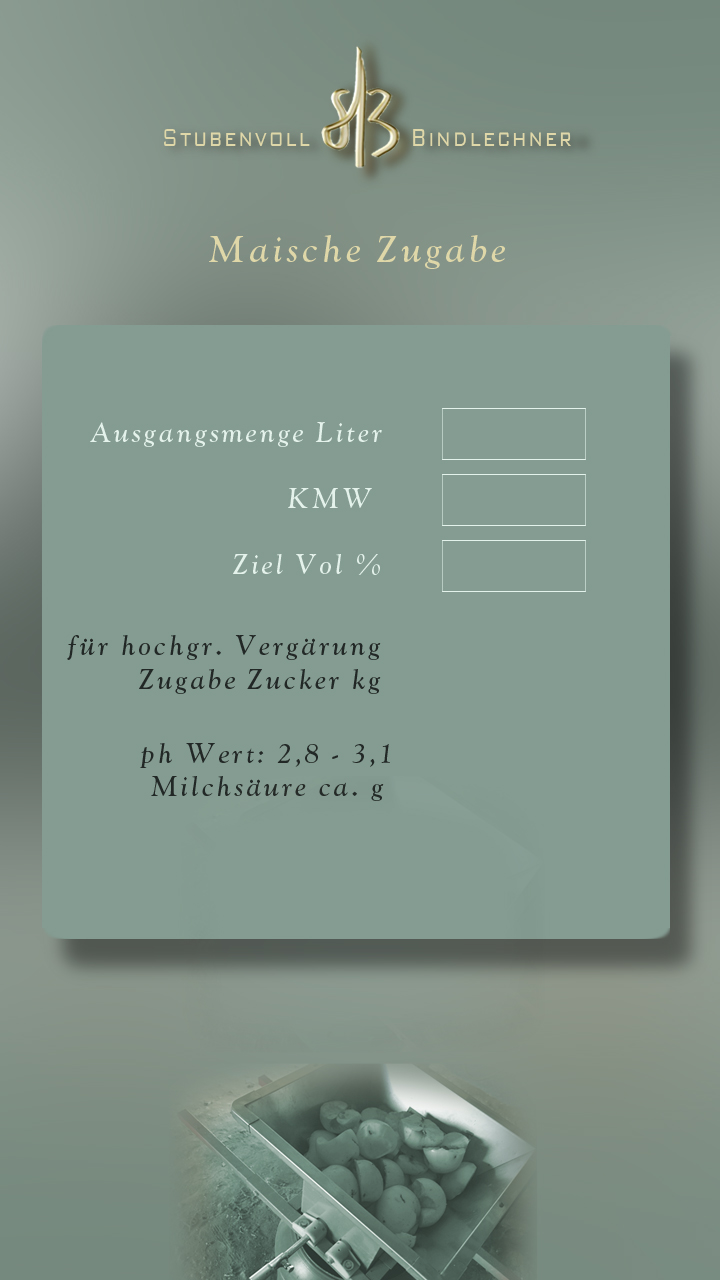 Stubenvoll SB Bindlechner
Maische Zugabe
Ausgangsmenge Liter
KMW
Ziel Vol %
für hochgr. Vergärung
Zugabe Zucker kg
ph Wert: 2,8 - 3,1
Milchsäure ca. g